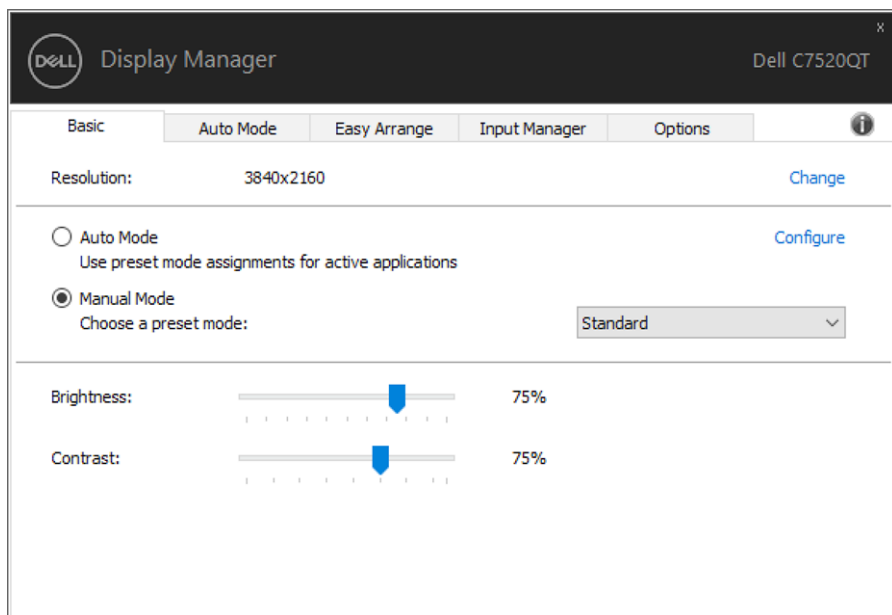 x
DELL Display Manager Dell C7520QT
Basic Auto Mode Easy Arrange Input Manager Options i
Resolution: 3840x2160 Change
Auto Mode Configure
Use preset mode assignments for active applications
Manual Mode
Choose a preset mode: Standard
Brightness: 75%
Contrast: 75%